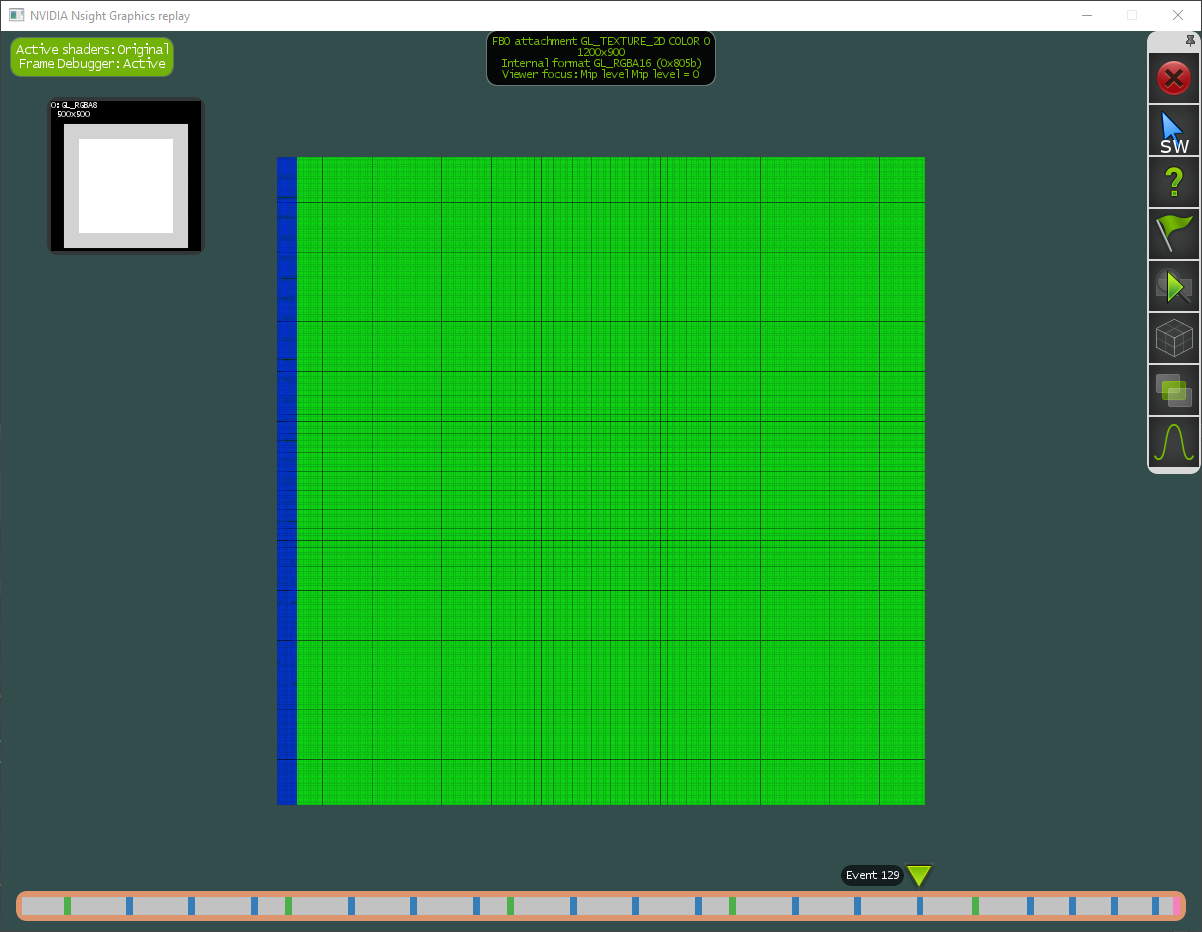 NVIDIA Nsight Graphics replay
Active shaders: Original
Frame Debugger: Active
FBO attachment GL_TEXTURE_2D COLOR 0
1200x900
Internal format GL_RGBA16 (0x805b)
Viewer focus: Mip level Mip level = 0
0: GL_RGBA8
500x500
SW
?
Event 129